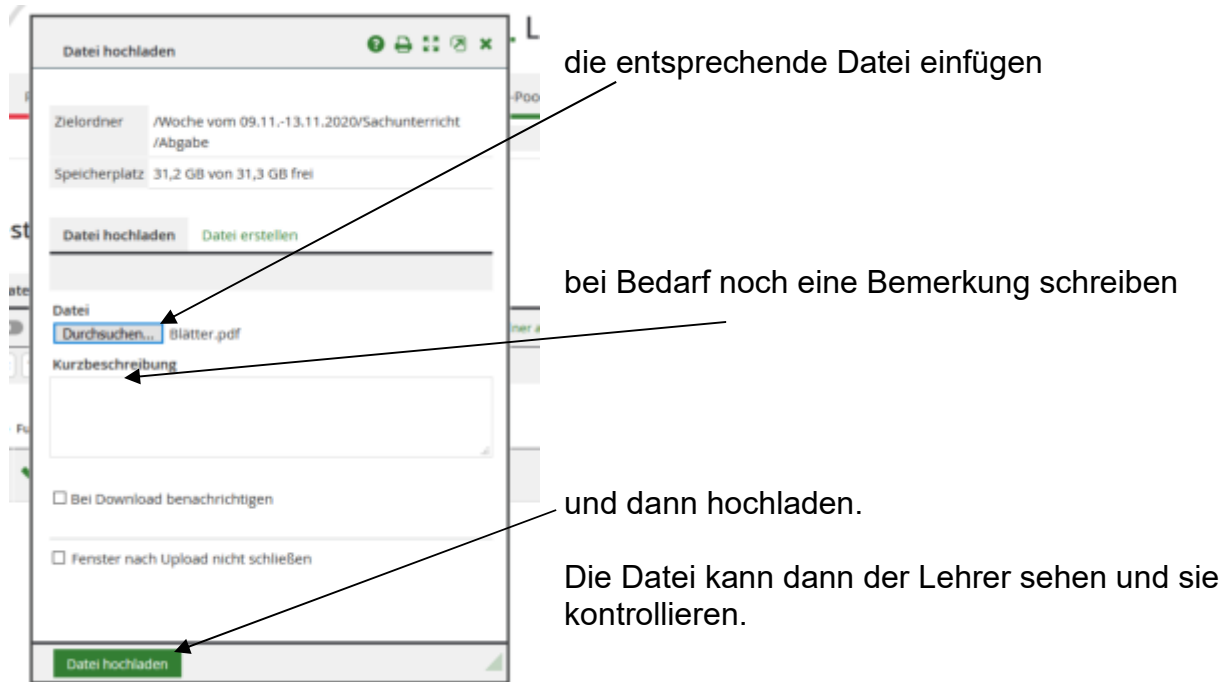 Datei hochladen
Zielordner /Woche vom 09.11.-13.11.2020/Sachunterricht
/Abgabe
Speicherplatz 31,2 GB von 31,3 GB frei
Datei hochladen Datei erstellen
Datei
Durchsuchen... Blätter.pdf
Kurzbeschreibung
Bei Download benachrichtigen
Fenster nach Upload nicht schließen
Datei hochladen
die entsprechende Datei einfügen
bei Bedarf noch eine Bemerkung schreiben
und dann hochladen.
Die Datei kann dann der Lehrer sehen und sie
kontrollieren.